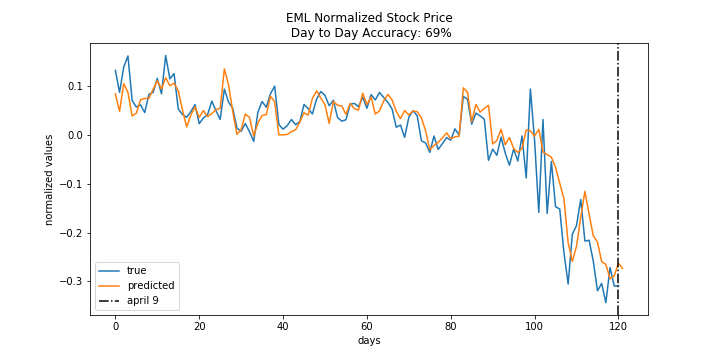 EML Normalized Stock Price
Day to Day Accuracy: 69%
normalized values
0.1
0.0
−0.1
−0.2
−0.3
true
predicted
april 9
0 20 40 60 80 100 120
days